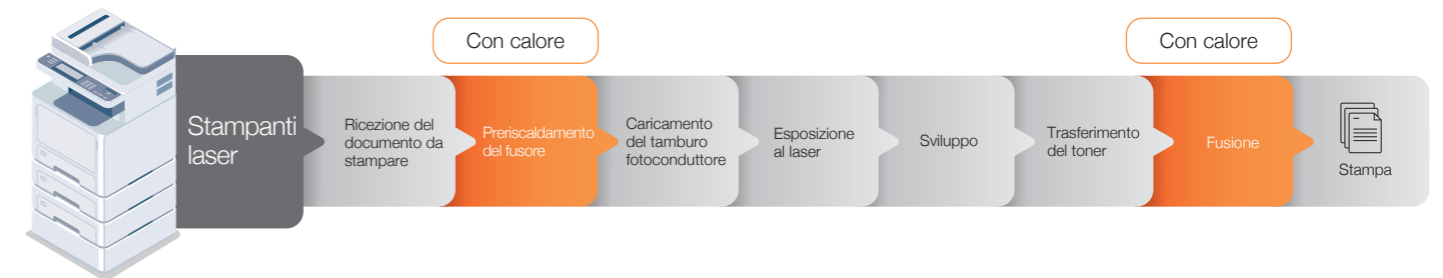 Con calore
Con calore
Stampanti
laser
Ricezione del
documento da
stampare
Preriscaldamento
del fusore
Caricamento
del tamburo
fotoconduttore
Esposizione
al laser
Sviluppo
Trasferimento
del toner
Fusione
Stampa